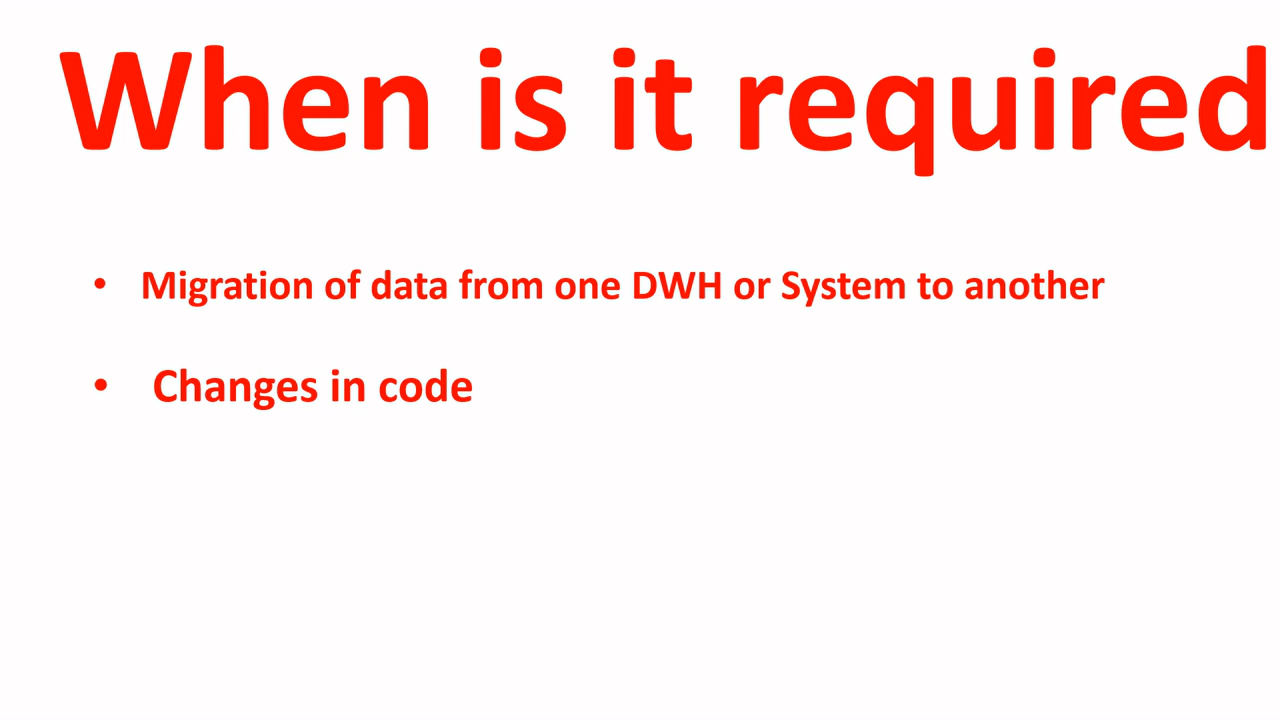 When is it required
• Migration of data from one DWH or System to another
• Changes in code